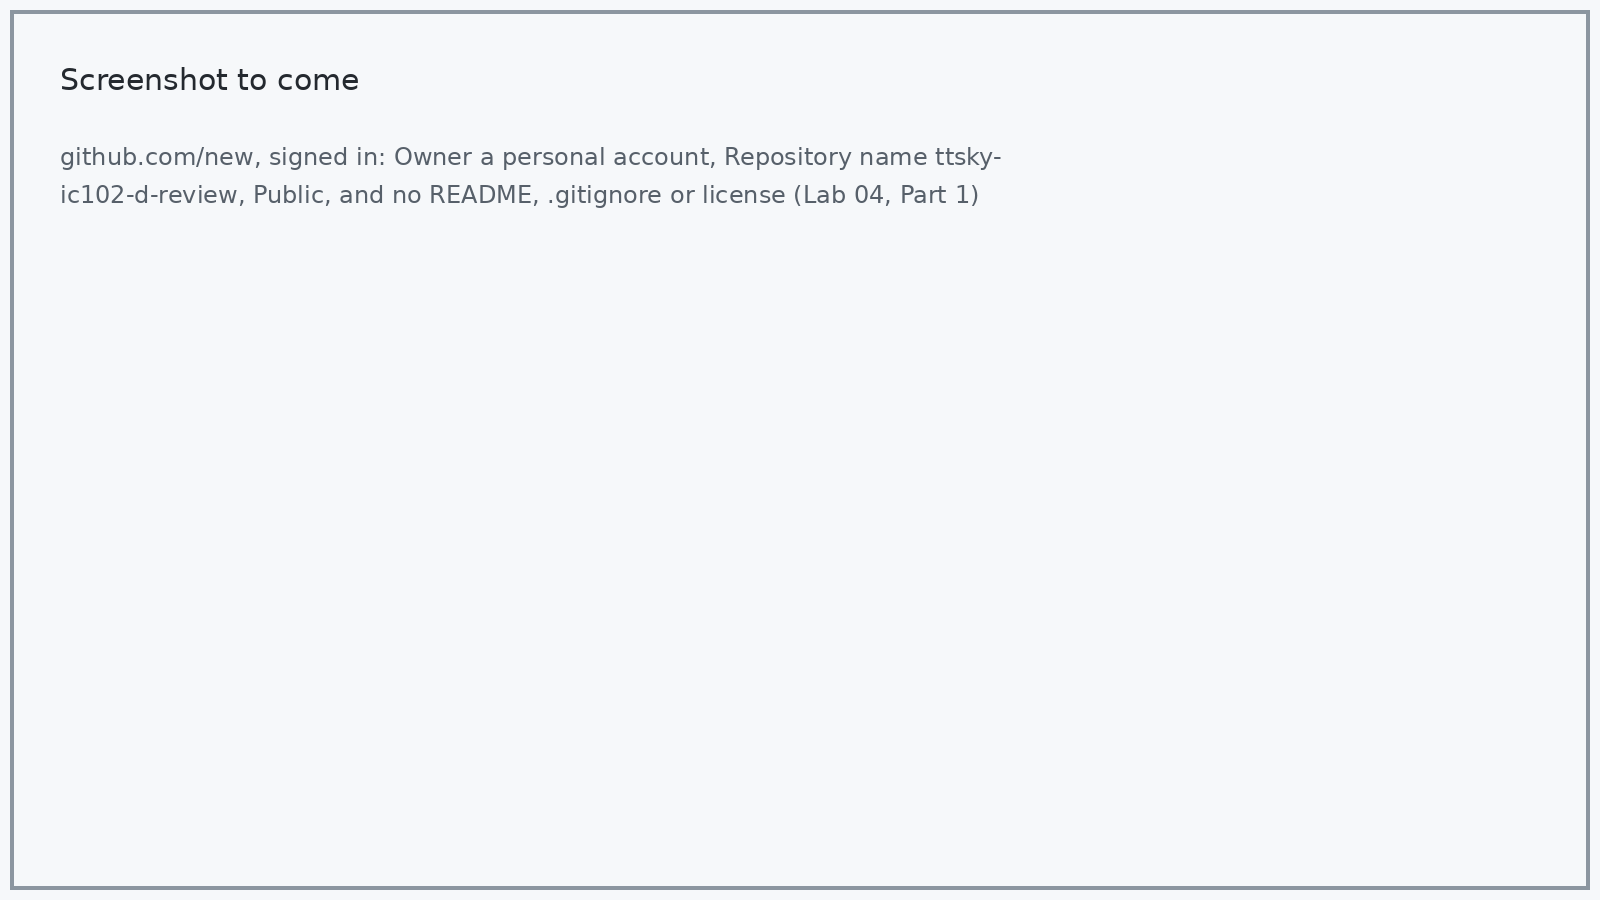 Screenshot to come
github.com/new, signed in: Owner a personal account, Repository name ttsky-
ic102-d-review, Public, and no README, .gitignore or license (Lab 04, Part 1)